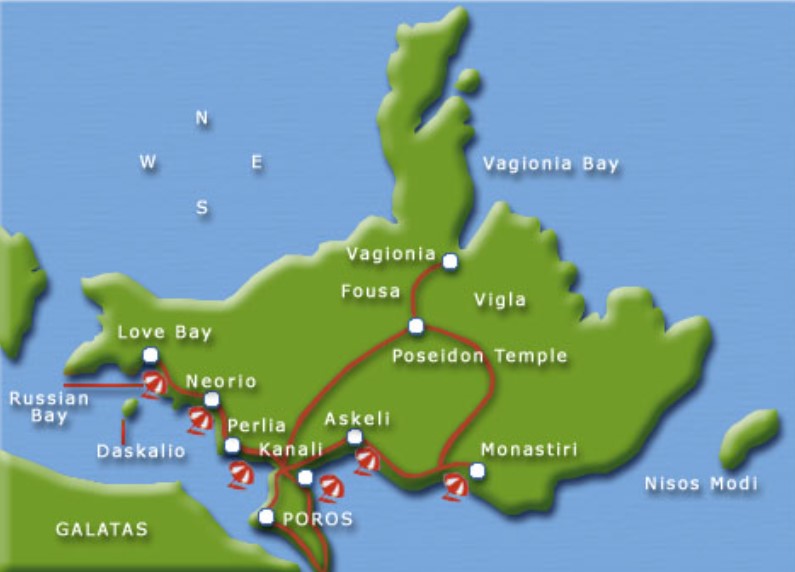 N
W E
S
Vagionia Bay
Vagionia
Fousa
Vigla
Love Bay
Poseidon Temple
Neorio
Russian
Bay
Daskalio
Perlia
Askeli
Kanali
Monastiri
Nisos Modi
POROS
GALATAS